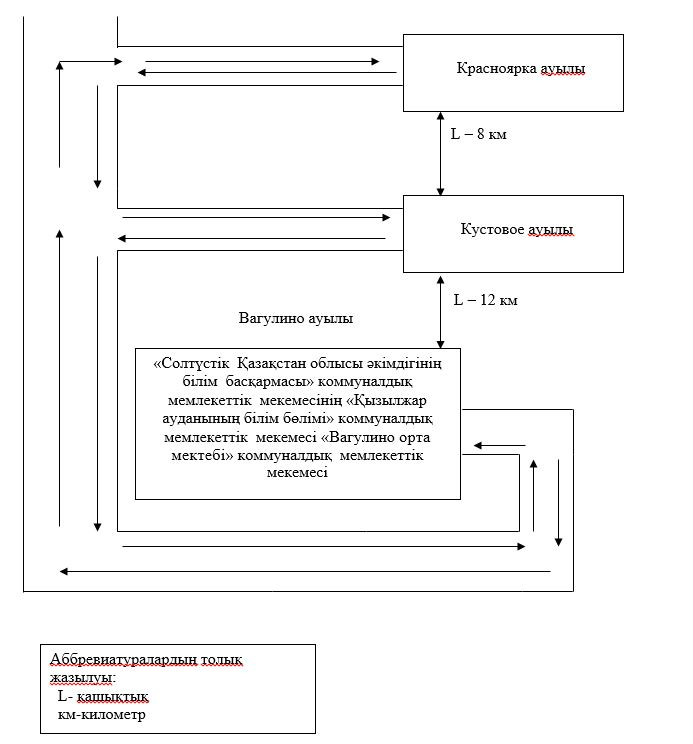 Красноярка ауылы
L – 8 км
Кустовое ауылы
L – 12 км
Вагулино ауылы
«Солтүстік Қазақстан облысы әкімдігінің
білім басқармасы» коммуналдық
мемлекеттік мекемесінің «Қызылжар
ауданының білім бөлімі» коммуналдық
мемлекеттік мекемесі «Вагулино орта
мектебі» коммуналдық мемлекеттік
мекемесі
Аббревиатуралардың толық
жазылуы:
L- қашықтық
км-километр